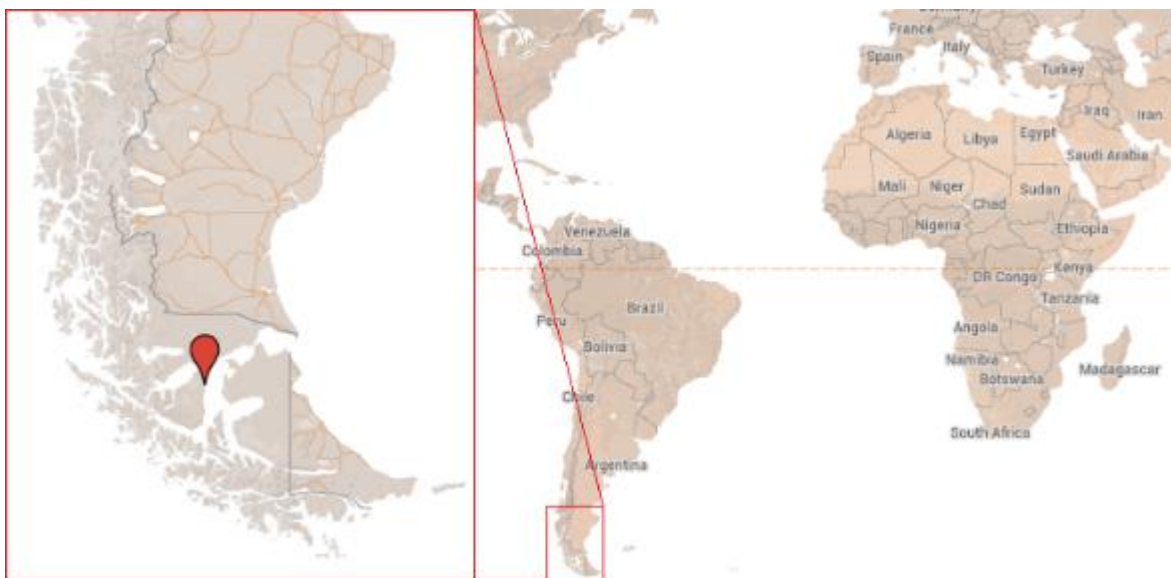 Germany
France
Italy
Spain
Turkey
Iraq
Iran
Algeria
Libya
Egypt
Saudi Arabia
Mali
Niger
Sudan
Chad
Nigeria
Ethiopia
Venezuela
Colombia
Kenya
DR Congo
Tanzania
Brazil
Peru
Angola
Bolivia
Namibia
Madagascar
Botswana
Chile
South Africa
Argentina